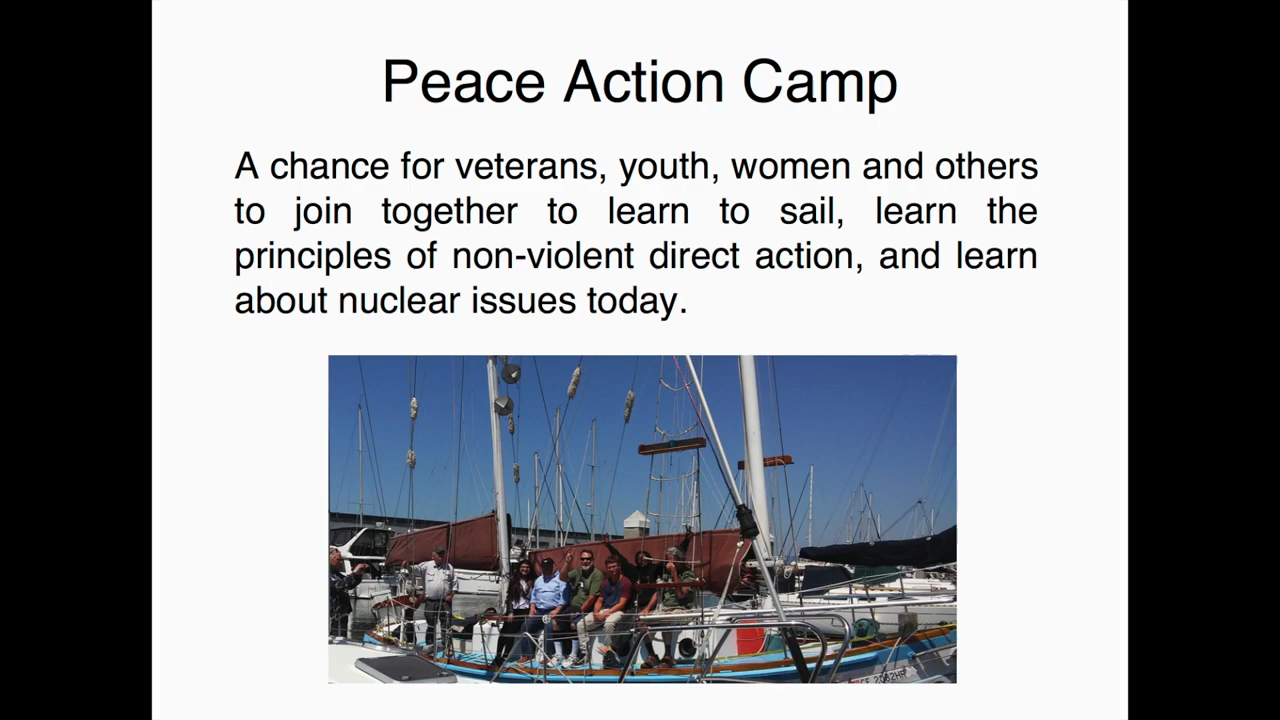 Peace Action Camp
A chance for veterans, youth, women and others
to join together to learn to sail, learn the
principles of non-violent direct action, and learn
about nuclear issues today.